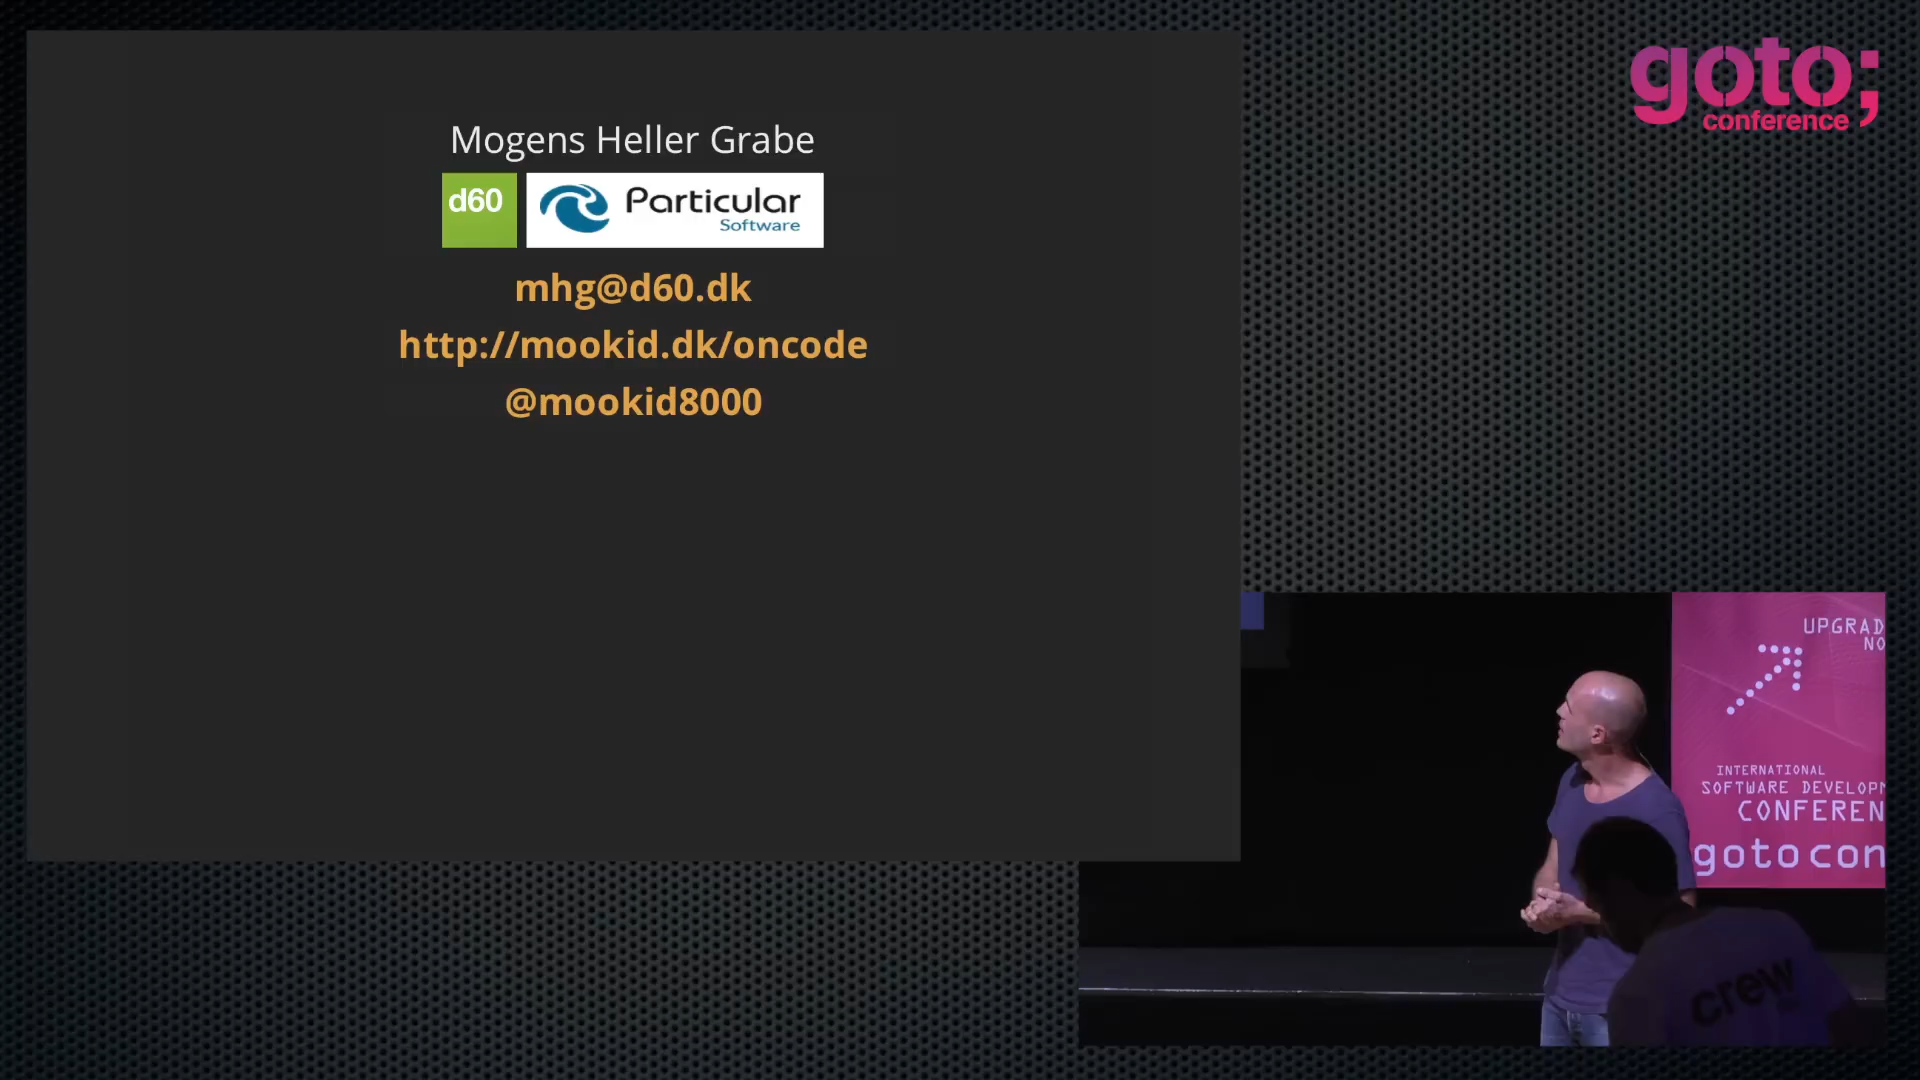 goto;
conference
Mogens Heller Grabe
d60
Particular
Software
mhg@d60.dk
http://mookid.dk/oncode
@mookid8000
UPGRAD
NO
INTERNATIONAL
SOFTWARE DEVELOPM
CONFEREN
gotocon
crew